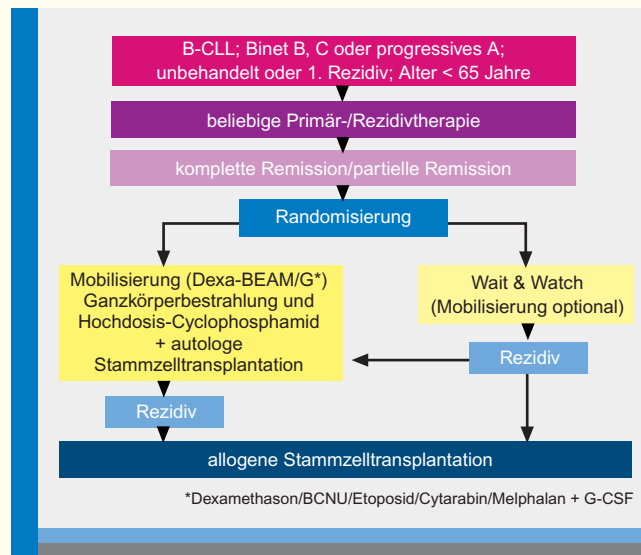 B-CLL; Binet B, C oder progressives A;
unbehandelt oder 1. Rezidiv; Alter < 65 Jahre
beliebige Primär-/Rezidivtherapie
komplette Remission/partielle Remission
Randomisierung
Mobilisierung (Dexa-BEAM/G*)
Ganzkörperbestrahlung und
Hochdosis-Cyclophosphamid
+ autologe
Stammzelltransplantation
Wait & Watch
(Mobilisierung optional)
Rezidiv
Rezidiv
allogene Stammzelltransplantation
*Dexamethason/BCNU/Etoposid/Cytarabin/Melphalan + G-CSF